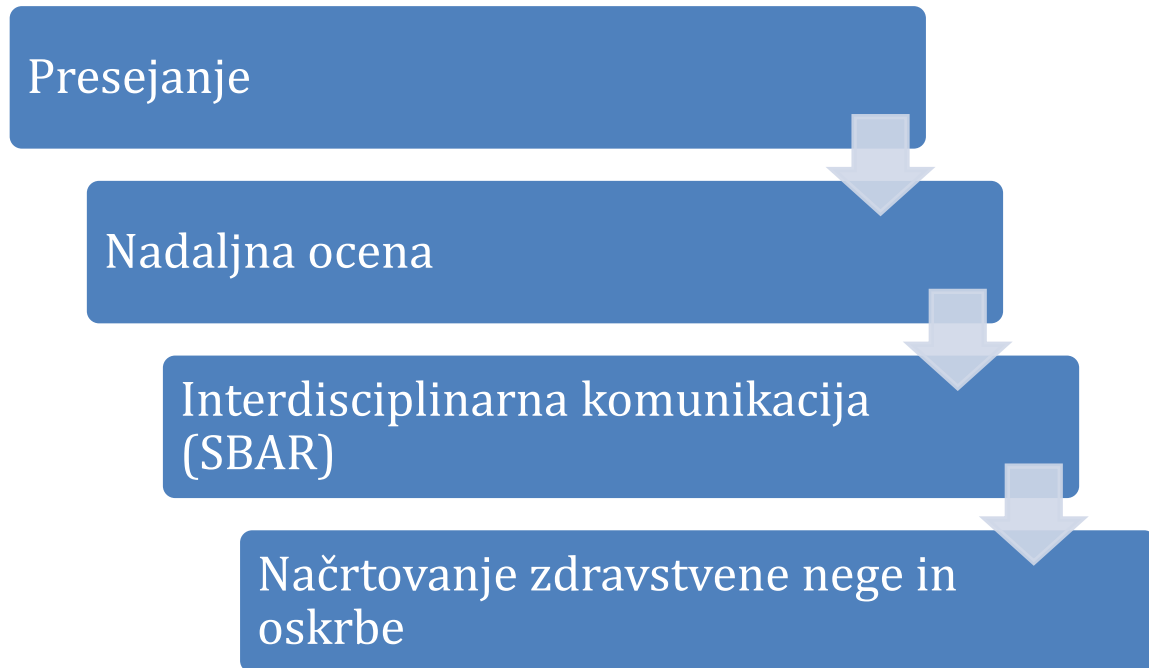 Presejanje
Nadaljna ocena
Interdisciplinarna komunikacija
(SBAR)
Načrtovanje zdravstvene nege in
oskrbe